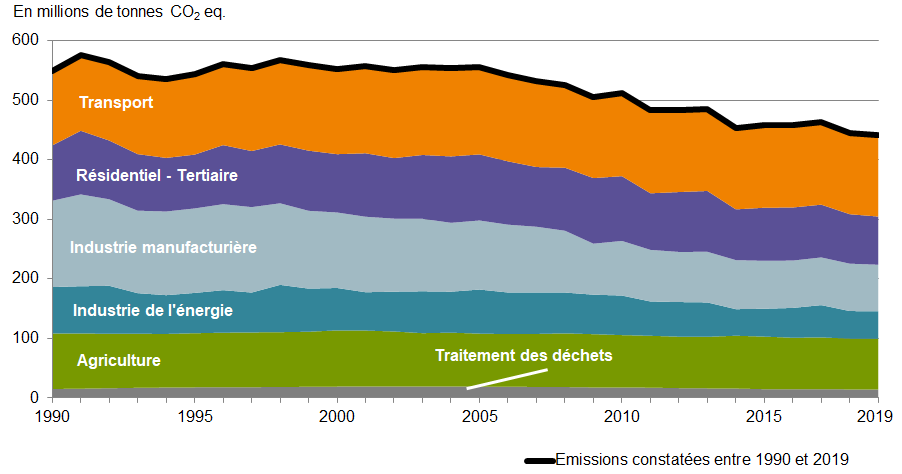 En millions de tonnes CO₂ eq.
600
500
400
300
200
100
0
Transport
Résidentiel - Tertiaire
Industrie manufacturière
Industrie de l'énergie
Agriculture
Traitement des déchets
1990 1995 2000 2005 2010 2015 2019
Emissions constatées entre 1990 et 2019